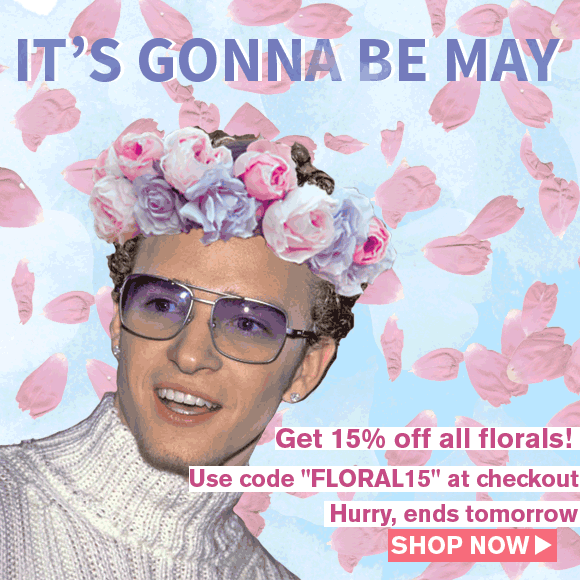 IT'S GONNA BE MAY
Get 15% off all florals!
Use code "FLORAL15" at checkout
Hurry, ends tomorrow
SHOP NOW▶